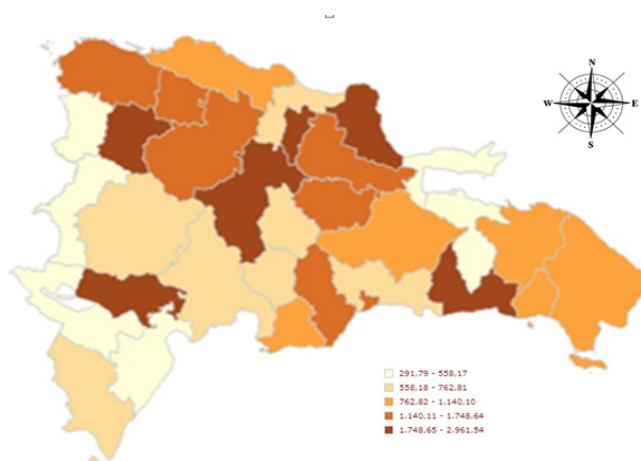 N
W E
S
291,79 - 558,17
558,18 - 762,81
762,82 - 1.140,10
1.140,11 - 1.748,64
1.748,65 - 2.961,54